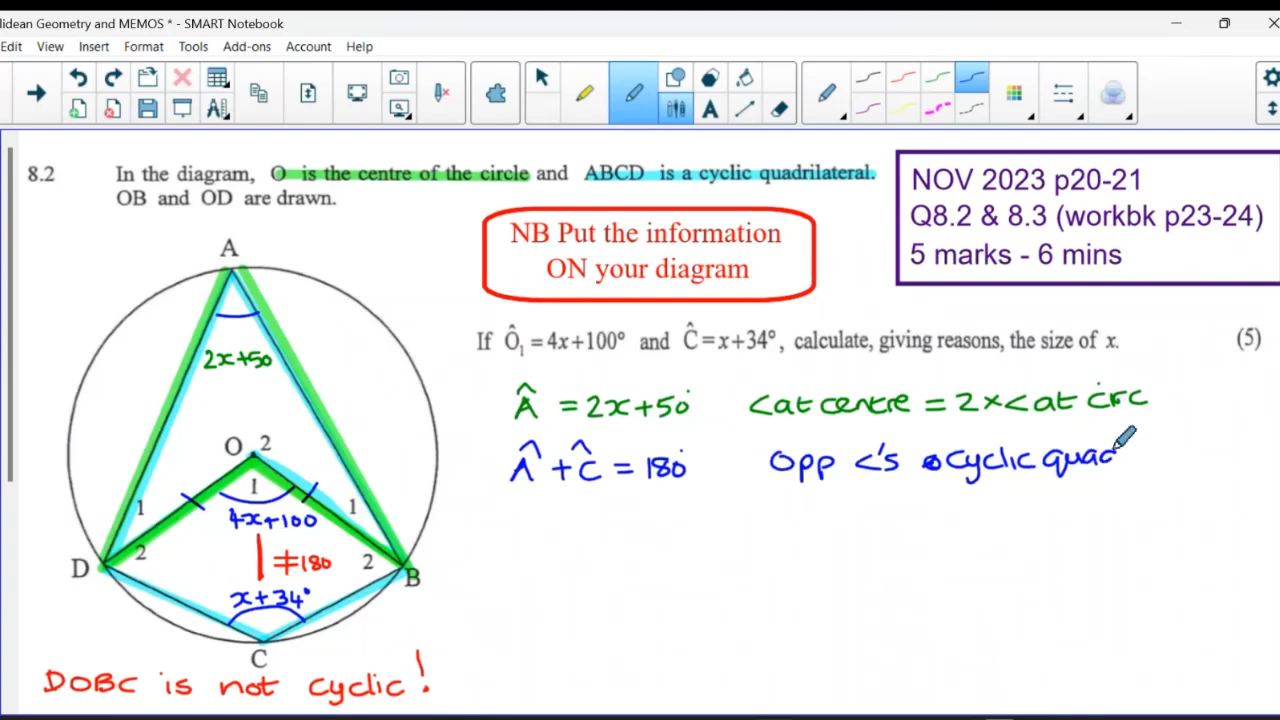 lidean Geometry and MEMOS * - SMART Notebook
Edit View Insert Format Tools Add-ons Account Help
8.2 In the diagram, O is the centre of the circle and ABCD is a cyclic quadrilateral.
OB and OD are drawn.
NOV 2023 p20-21
Q8.2 & 8.3 (workbk p23-24)
5 marks - 6 mins
NB Put the information
ON your diagram
A
2x+50
O 2
1
1
1
4x+100
D
2
2
B
≠180
x+34°
C
DOBC is not cyclic!
If Ô₁ = 4x+100° and Ĉ = x+34°, calculate, giving reasons, the size of x. (5)
Â = 2x+50° <at centre = 2x<at circ
Â + Ĉ = 180° Opp <'s cyclic quad